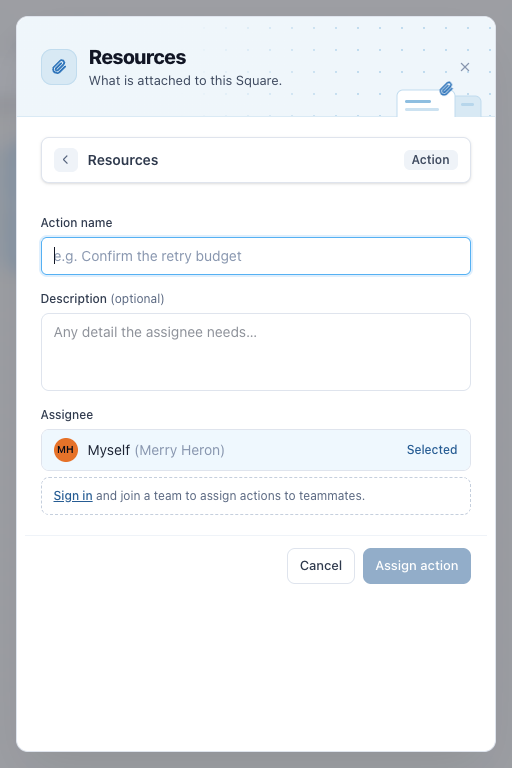 Resources
What is attached to this Square.
Resources
Action
Action name
e.g. Confirm the retry budget
Description (optional)
Any detail the assignee needs...
Assignee
MH
Myself (Merry Heron)
Selected
Sign in and join a team to assign actions to teammates.
Cancel
Assign action